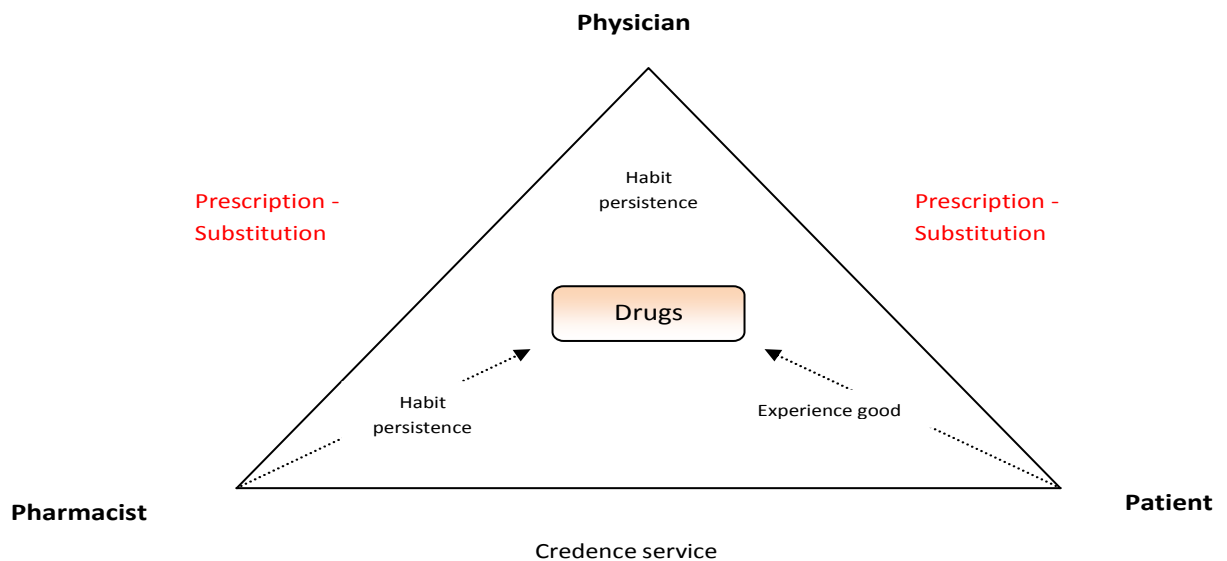 Physician
Habit
persistence
Prescription -
Substitution
Prescription -
Substitution
Drugs
Habit
persistence
Experience good
Pharmacist
Patient
Credence service